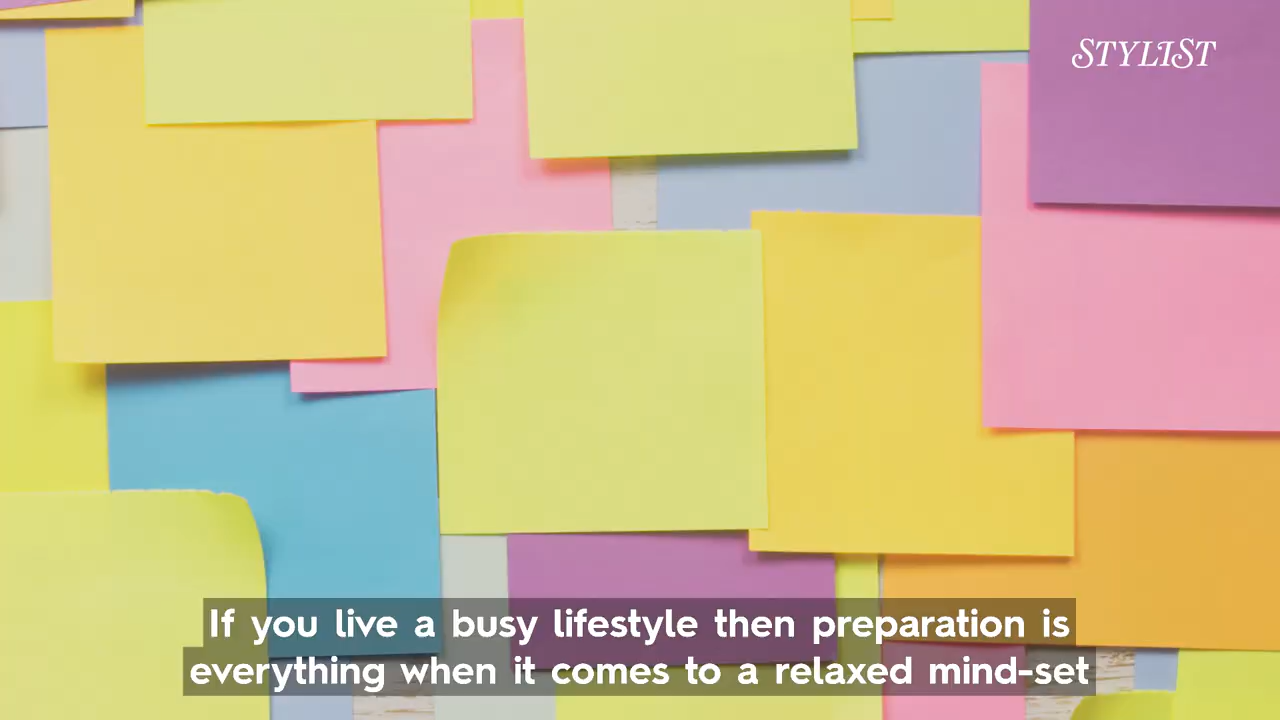 STYLIST
If you live a busy lifestyle then preparation is
everything when it comes to a relaxed mind-set